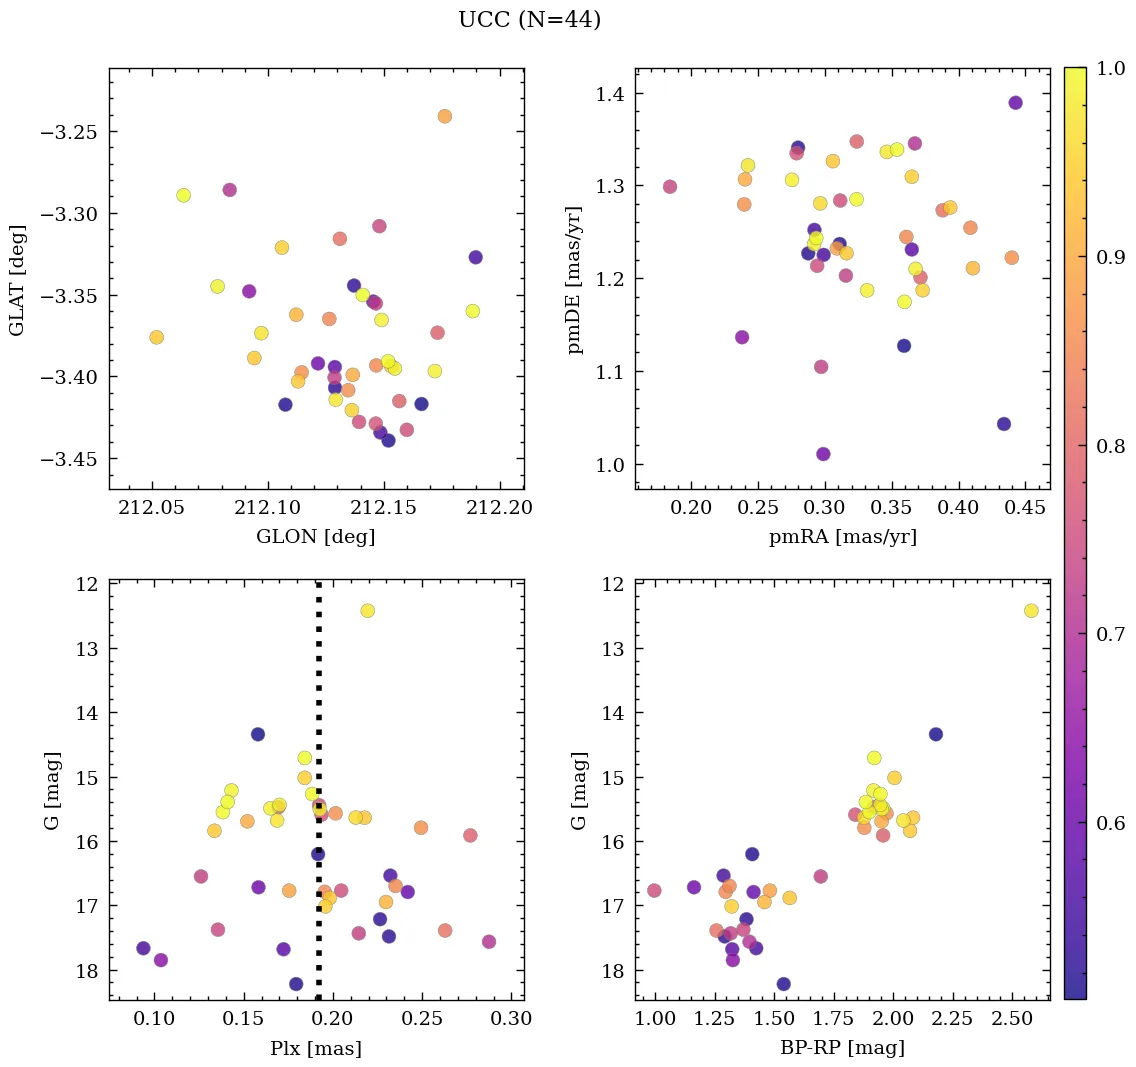 UCC (N=44)
−3.25
−3.30
−3.35
−3.40
−3.45
GLAT [deg]
212.05 212.10 212.15 212.20
GLON [deg]
1.4
1.3
1.2
1.1
1.0
pmDE [mas/yr]
0.20 0.25 0.30 0.35 0.40 0.45
pmRA [mas/yr]
12
13
14
15
16
17
18
G [mag]
0.10 0.15 0.20 0.25 0.30
Plx [mas]
12
13
14
15
16
17
18
G [mag]
1.00 1.25 1.50 1.75 2.00 2.25 2.50
BP-RP [mag]
1.0
0.9
0.8
0.7
0.6